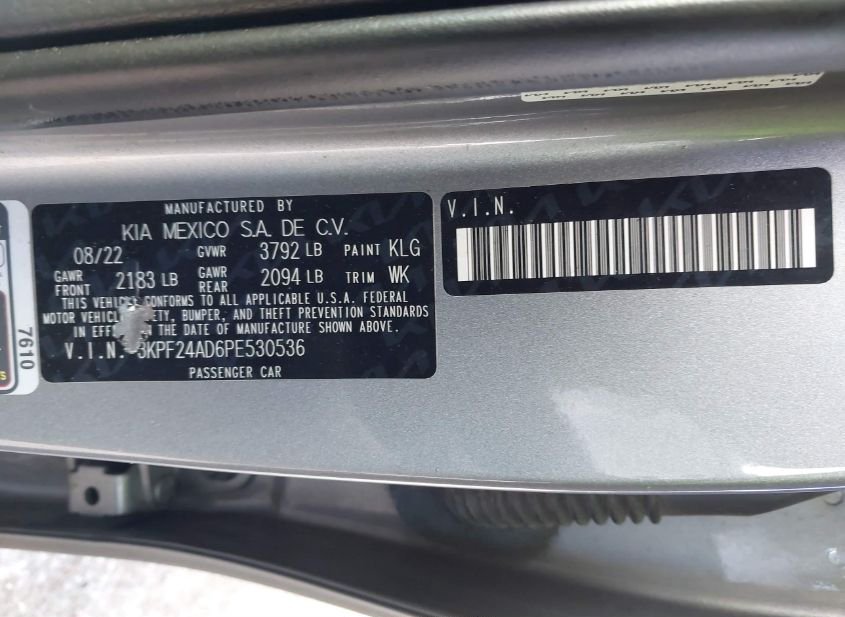 MANUFACTURED BY
KIA MEXICO S.A. DE C.V.
08/22 GVWR 3792 LB PAINT KLG
GAWR FRONT 2183 LB GAWR REAR 2094 LB TRIM WK
THIS VEHICLE CONFORMS TO ALL APPLICABLE U.S.A. FEDERAL
MOTOR VEHICLE BUMPER, AND THEFT PREVENTION STANDARDS
IN EFFECT ON THE DATE OF MANUFACTURE SHOWN ABOVE.
V.I.N. 3KPF24AD6PE530536
PASSENGER CAR
V.I.N.
7610